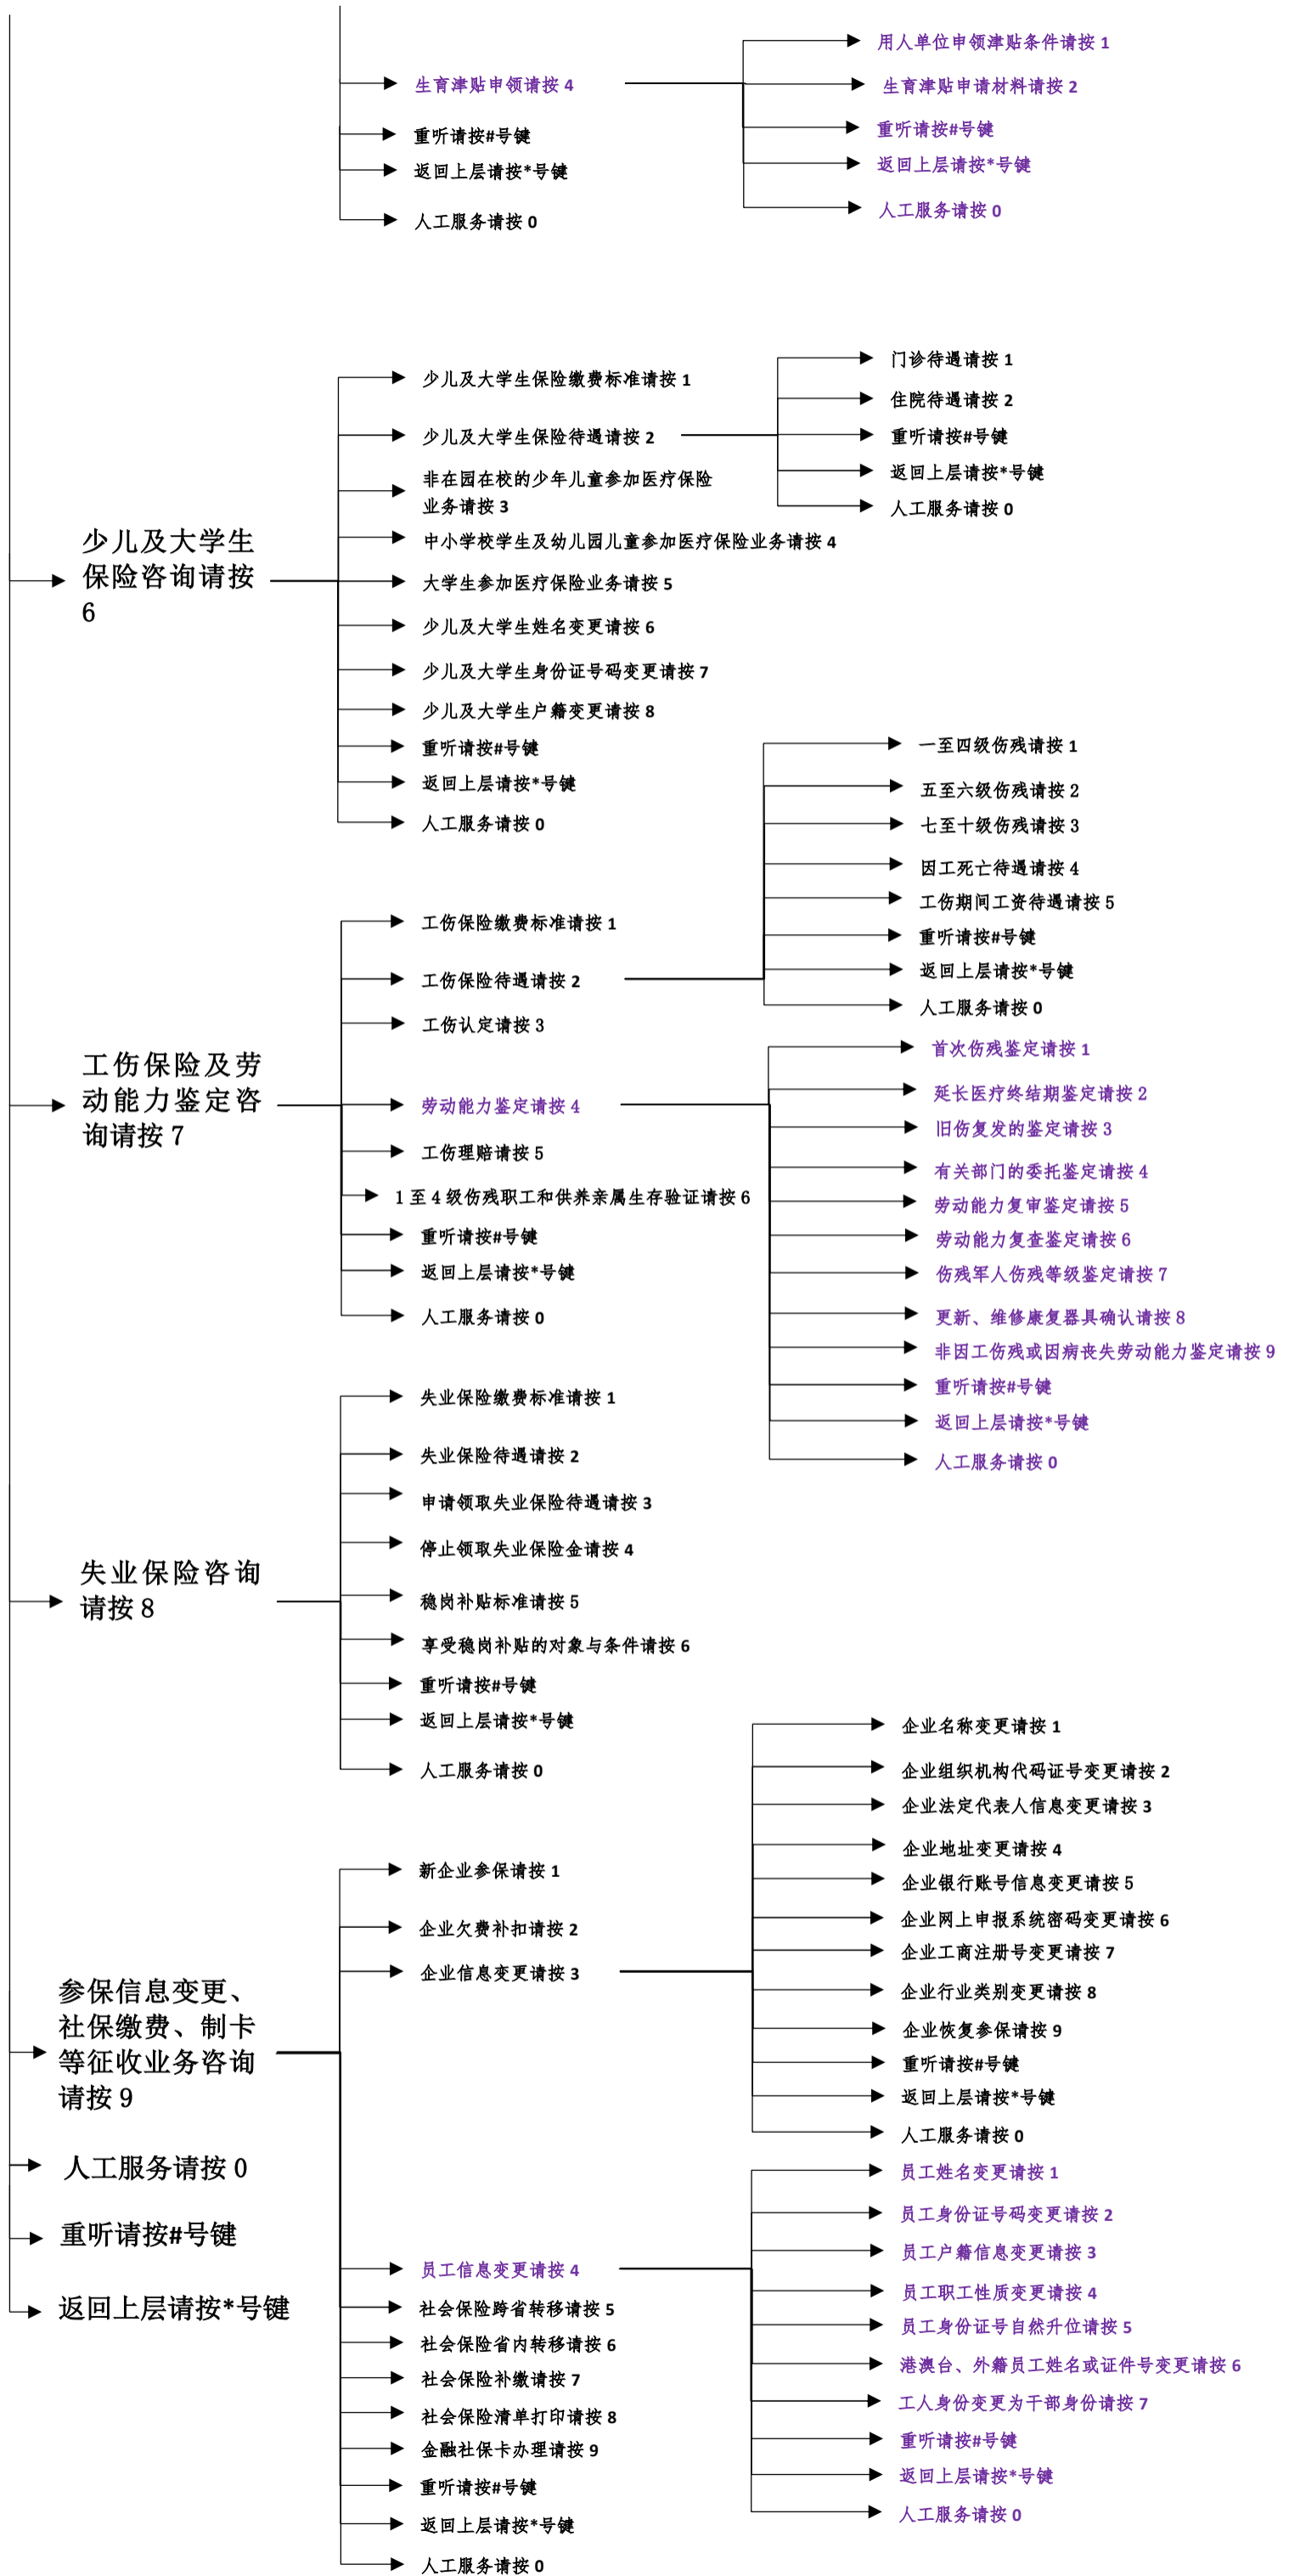 生育津贴申领请按 4
重听请按#号键
返回上层请按*号键
人工服务请按 0
用人单位申领津贴条件请按 1
生育津贴申请材料请按 2
重听请按#号键
返回上层请按*号键
人工服务请按 0
少儿及大学生
保险咨询请按
6
少儿及大学生保险缴费标准请按 1
少儿及大学生保险待遇请按 2
非在园在校的少年儿童参加医疗保险
业务请按 3
中小学校学生及幼儿园儿童参加医疗保险业务请按 4
大学生参加医疗保险业务请按 5
少儿及大学生姓名变更请按 6
少儿及大学生身份证号码变更请按 7
少儿及大学生户籍变更请按 8
重听请按#号键
返回上层请按*号键
人工服务请按 0
门诊待遇请按 1
住院待遇请按 2
重听请按#号键
返回上层请按*号键
人工服务请按 0
工伤保险及劳
动能力鉴定咨
询请按 7
工伤保险缴费标准请按 1
工伤保险待遇请按 2
工伤认定请按 3
劳动能力鉴定请按 4
工伤理赔请按 5
1 至 4 级伤残职工和供养亲属生存验证请按 6
重听请按#号键
返回上层请按*号键
人工服务请按 0
一至四级伤残请按 1
五至六级伤残请按 2
七至十级伤残请按 3
因工死亡待遇请按 4
工伤期间工资待遇请按 5
重听请按#号键
返回上层请按*号键
人工服务请按 0
首次伤残鉴定请按 1
延长医疗终结期鉴定请按 2
旧伤复发的鉴定请按 3
有关部门的委托鉴定请按 4
劳动能力复审鉴定请按 5
劳动能力复查鉴定请按 6
伤残军人伤残等级鉴定请按 7
更新、维修康复器具确认请按 8
非因工伤残或因病丧失劳动能力鉴定请按 9
重听请按#号键
返回上层请按*号键
人工服务请按 0
失业保险咨询
请按 8
失业保险缴费标准请按 1
失业保险待遇请按 2
申请领取失业保险待遇请按 3
停止领取失业保险金请按 4
稳岗补贴标准请按 5
享受稳岗补贴的对象与条件请按 6
重听请按#号键
返回上层请按*号键
人工服务请按 0
参保信息变更、
社保缴费、制卡
等征收业务咨询
请按 9
新企业参保请按 1
企业欠费补扣请按 2
企业信息变更请按 3
员工信息变更请按 4
社会保险跨省转移请按 5
社会保险省内转移请按 6
社会保险补缴请按 7
社会保险清单打印请按 8
金融社保卡办理请按 9
重听请按#号键
返回上层请按*号键
人工服务请按 0
企业名称变更请按 1
企业组织机构代码证号变更请按 2
企业法定代表人信息变更请按 3
企业地址变更请按 4
企业银行账号信息变更请按 5
企业网上申报系统密码变更请按 6
企业工商注册号变更请按 7
企业行业类别变更请按 8
企业恢复参保请按 9
重听请按#号键
返回上层请按*号键
人工服务请按 0
员工姓名变更请按 1
员工身份证号码变更请按 2
员工户籍信息变更请按 3
员工职工性质变更请按 4
员工身份证号自然升位请按 5
港澳台、外籍员工姓名或证件号变更请按 6
工人身份变更为干部身份请按 7
重听请按#号键
返回上层请按*号键
人工服务请按 0
人工服务请按 0
重听请按#号键
返回上层请按*号键